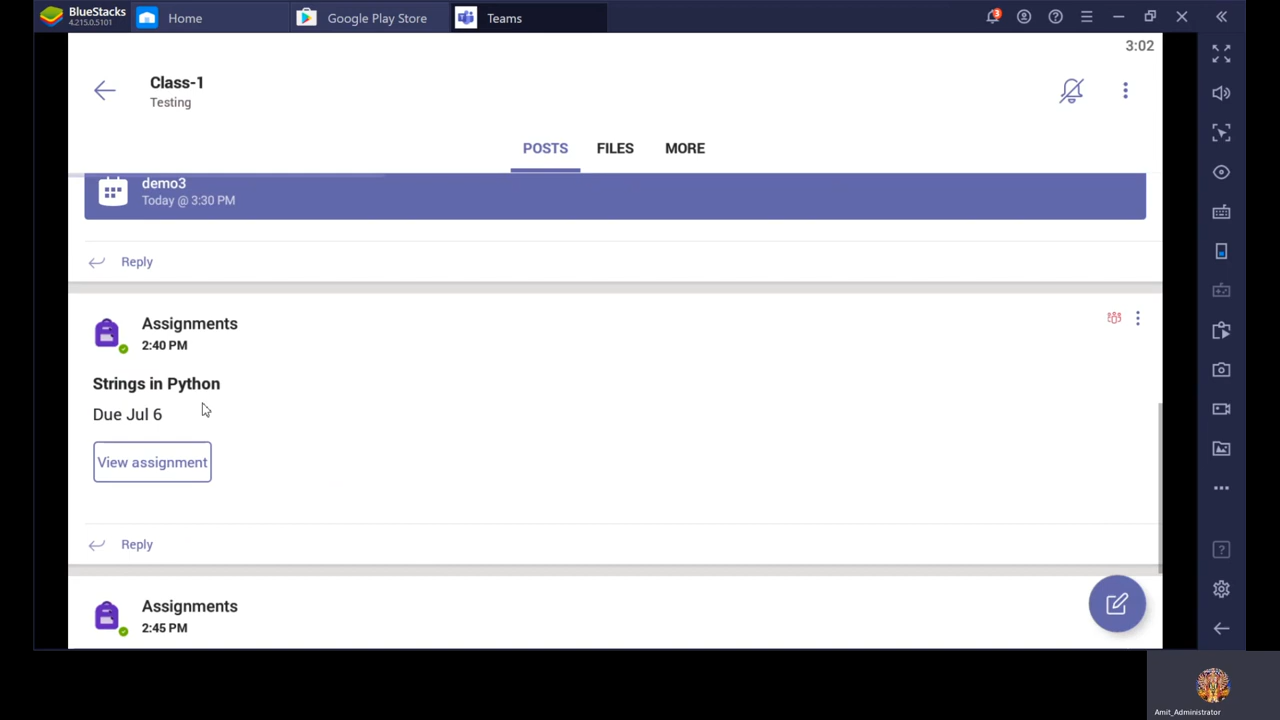 BlueStacks
4.215.0.5101
Home
Google Play Store
Teams
3
3:02
Class-1
Testing
POSTS
FILES
MORE
demo3
Today @ 3:30 PM
Reply
Assignments
2:40 PM
Strings in Python
Due Jul 6
View assignment
Reply
Assignments
2:45 PM
Amit_Administrator